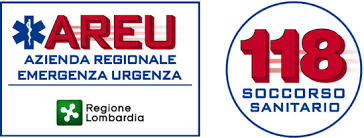 AREU
AZIENDA REGIONALE
EMERGENZA URGENZA
Regione
Lombardia
118
SOCCORSO
SANITARIO